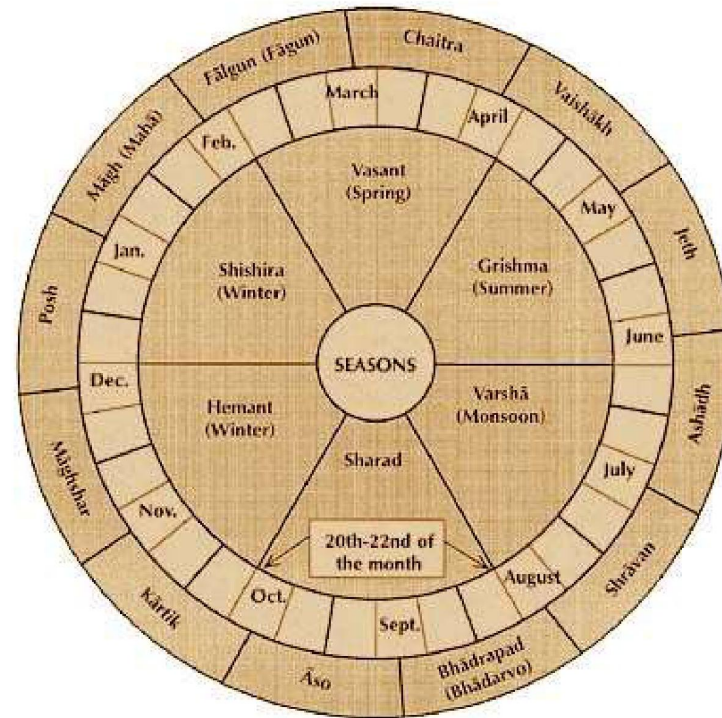 Chaitra
Vaishākh
Jeth
Ashādh
Shrāvan
Bhādrapad
(Bhādarvo)
Āso
Kārtik
Māghshar
Posh
Māgh (Mahā)
Fālgun (Fāgun)
March
April
May
June
July
August
Sept.
Oct.
Nov.
Dec.
Jan.
Feb.
Vasant
(Spring)
Grishma
(Summer)
Varshā
(Monsoon)
Sharad
Hemant
(Winter)
Shishira
(Winter)
SEASONS
20th-22nd of
the month